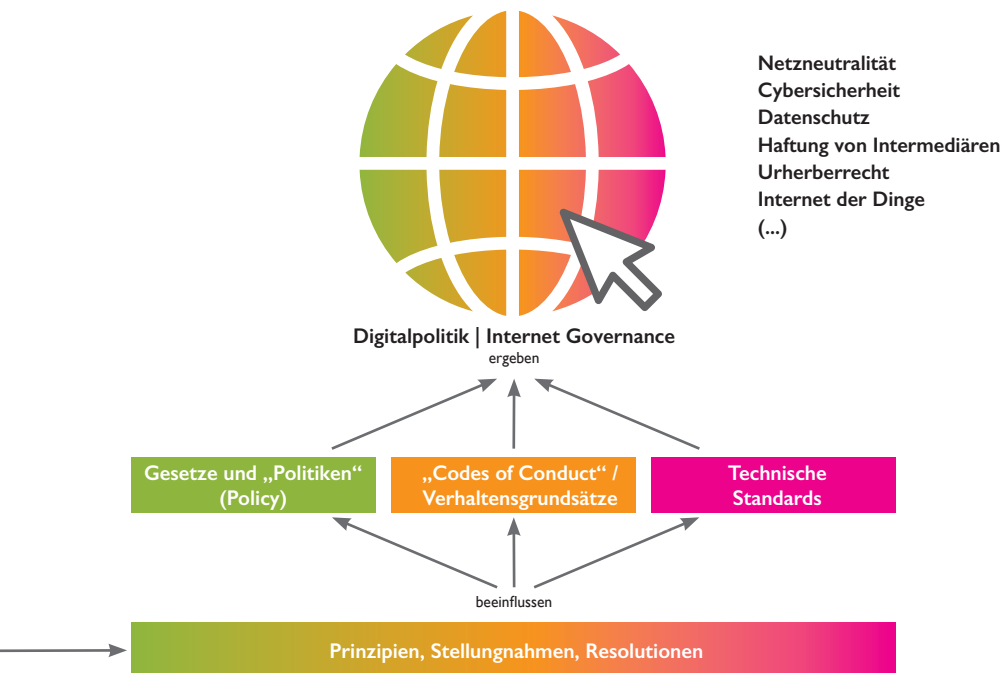 Netzneutralität
Cybersicherheit
Datenschutz
Haftung von Intermediären
Urherberrecht
Internet der Dinge
(...)
Digitalpolitik | Internet Governance
ergeben
Gesetze und „Politiken“
(Policy)
„Codes of Conduct“ /
Verhaltensgrundsätze
Technische
Standards
beeinflussen
Prinzipien, Stellungnahmen, Resolutionen